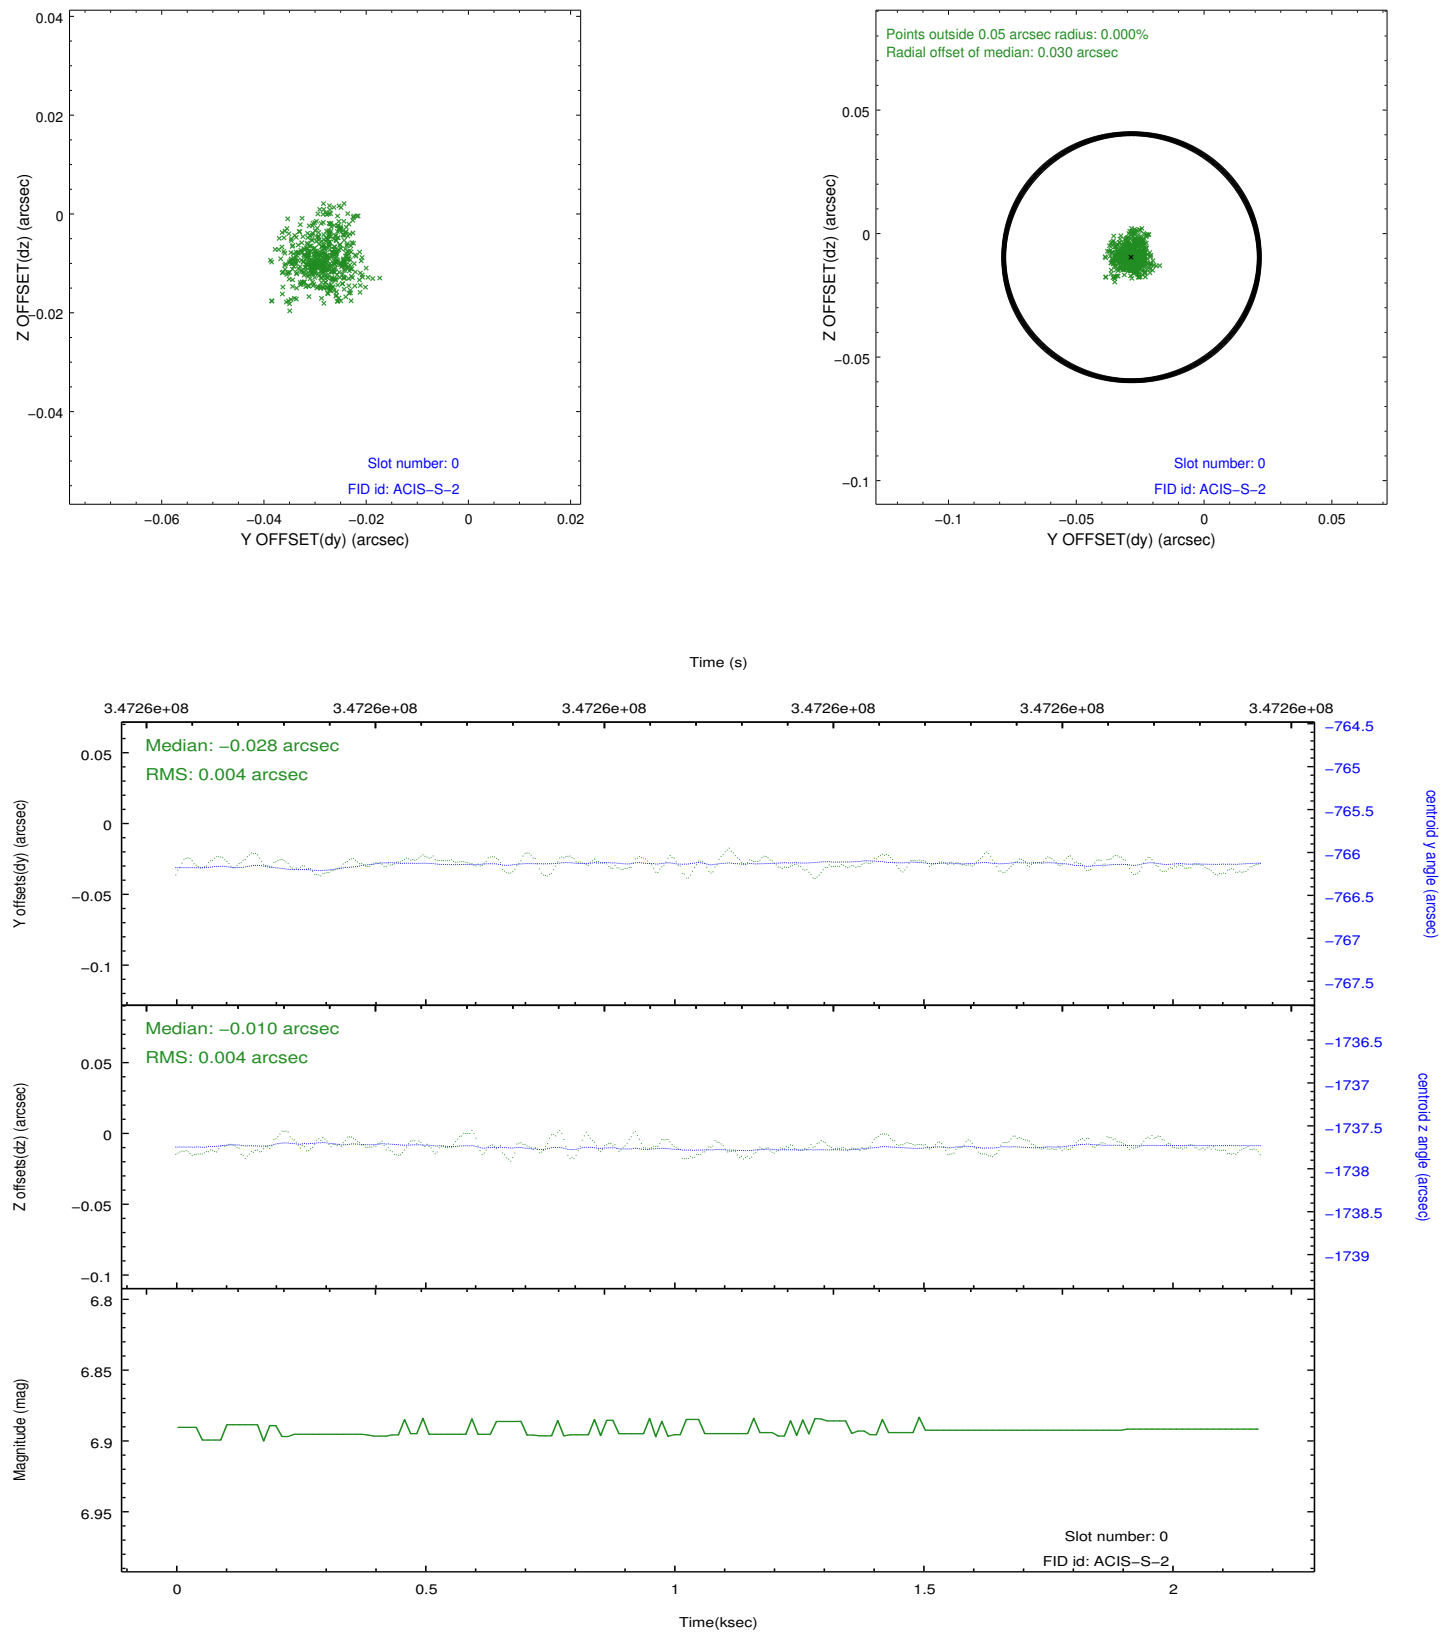 0.04
0.02
0
−0.02
−0.04
Z OFFSET(dz) (arcsec)
Slot number: 0
FID id: ACIS−S−2
−0.06
−0.04
−0.02
0
0.02
Y OFFSET(dy) (arcsec)
Points outside 0.05 arcsec radius: 0.000%
Radial offset of median: 0.030 arcsec
0.05
0
−0.05
−0.1
Z OFFSET(dz) (arcsec)
Slot number: 0
FID id: ACIS−S−2
−0.1
−0.05
0
0.05
Y OFFSET(dy) (arcsec)
Time (s)
3.4726e+08
3.4726e+08
3.4726e+08
3.4726e+08
3.4726e+08
3.4726e+08
Median: −0.028 arcsec
RMS: 0.004 arcsec
0.05
0
−0.05
−0.1
Y offsets(dy) (arcsec)
−764.5
−765
−765.5
−766
−766.5
−767
−767.5
centroid y angle (arcsec)
Median: −0.010 arcsec
RMS: 0.004 arcsec
0.05
0
−0.05
−0.1
Z offsets(dz) (arcsec)
−1736.5
−1737
−1737.5
−1738
−1738.5
−1739
centroid z angle (arcsec)
6.8
6.85
6.9
6.95
Magnitude (mag)
Slot number: 0
FID id: ACIS−S−2
0
0.5
1
1.5
2
Time(ksec)